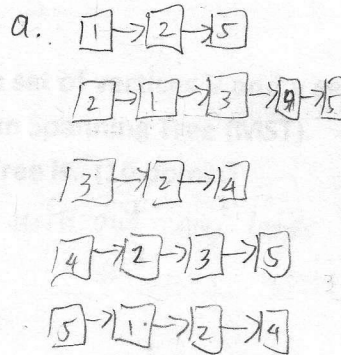 a. 1 → 2 → 5
2 → 1 → 3 → 4 → 5
3 → 2 → 4
4 → 2 → 3 → 5
5 → 1 → 2 → 4